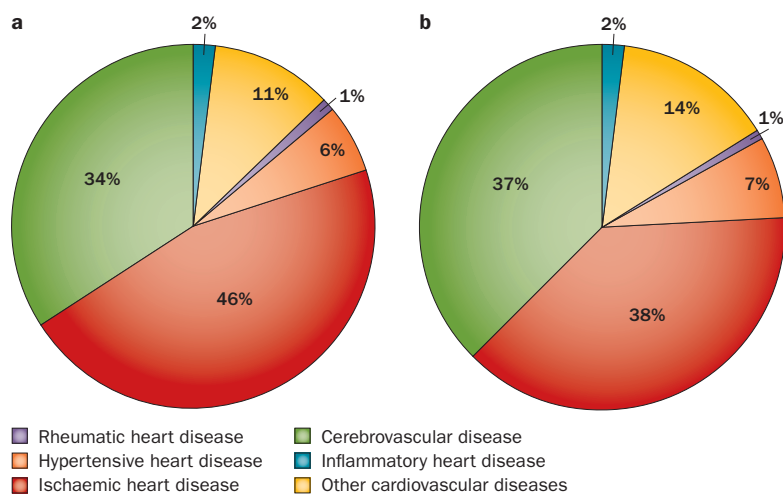 a
2%
11%
1%
6%
34%
46%
b
2%
14%
1%
7%
37%
38%
Rheumatic heart disease
Hypertensive heart disease
Ischaemic heart disease
Cerebrovascular disease
Inflammatory heart disease
Other cardiovascular diseases